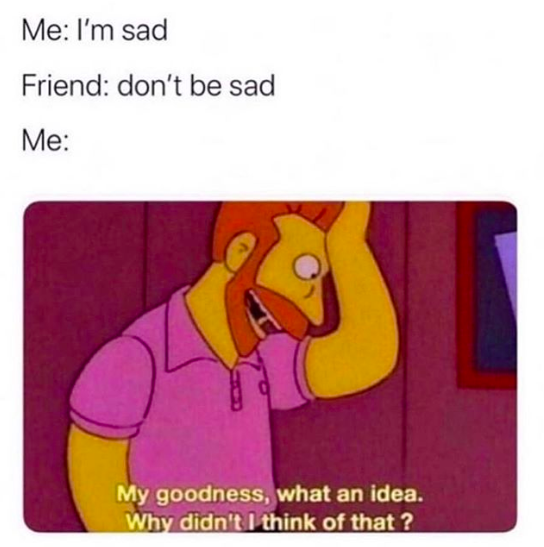 Me: I'm sad
Friend: don't be sad
Me:
My goodness, what an idea.
Why didn't I think of that ?